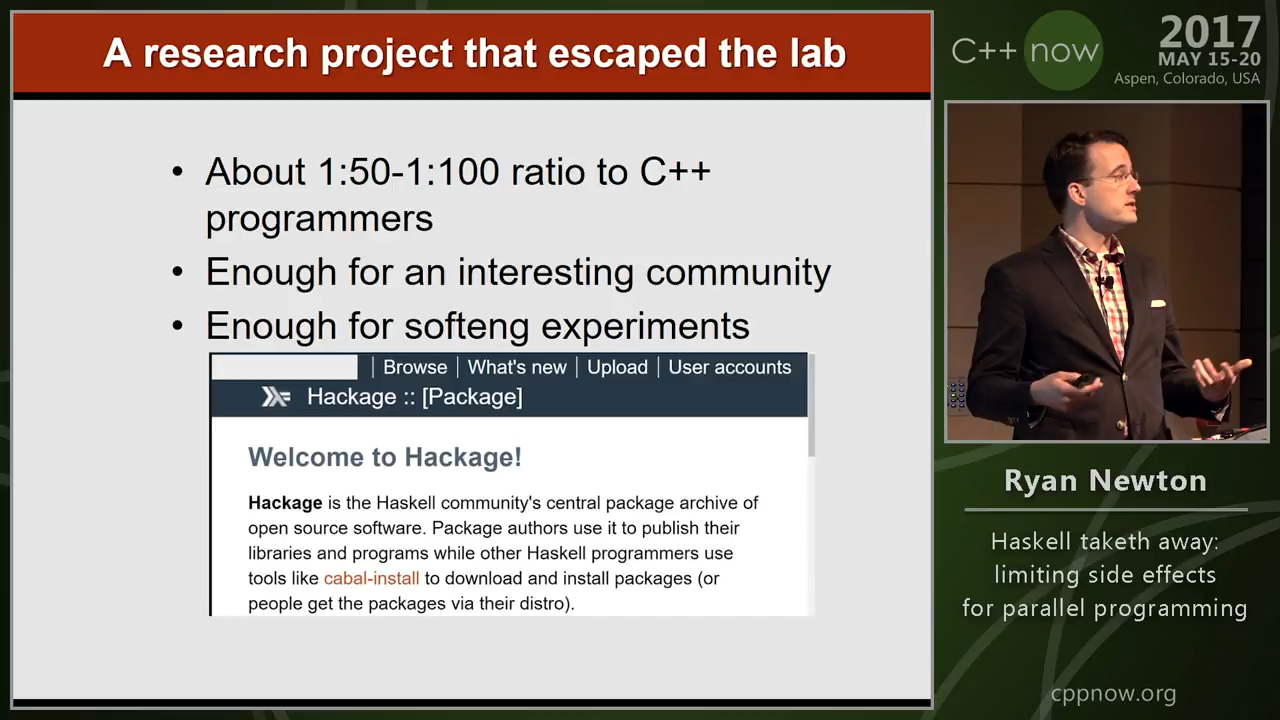 A research project that escaped the lab
• About 1:50-1:100 ratio to C++
programmers
• Enough for an interesting community
• Enough for softeng experiments
Browse | What's new | Upload | User accounts
Hackage :: [Package]
Welcome to Hackage!
Hackage is the Haskell community's central package archive of
open source software. Package authors use it to publish their
libraries and programs while other Haskell programmers use
tools like cabal-install to download and install packages (or
people get the packages via their distro).
C++ now
2017
MAY 15-20
Aspen, Colorado, USA
Ryan Newton
Haskell taketh away:
limiting side effects
for parallel programming
cppnow.org